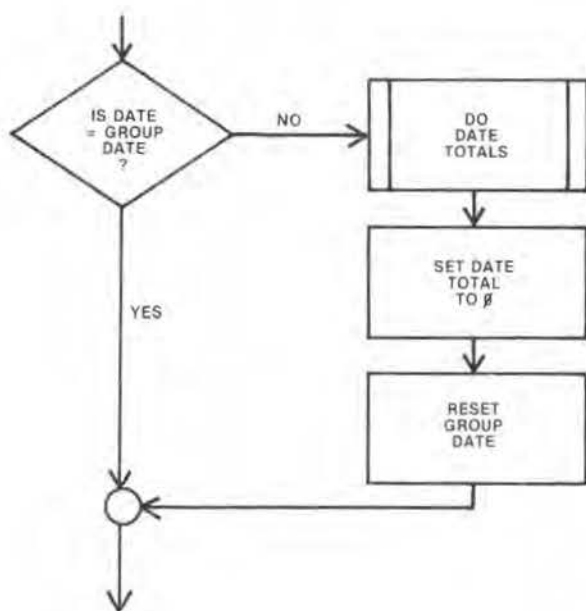 IS DATE
= GROUP
DATE
?
NO
DO
DATE
TOTALS
SET DATE
TOTAL
TO Ø
YES
RESET
GROUP
DATE